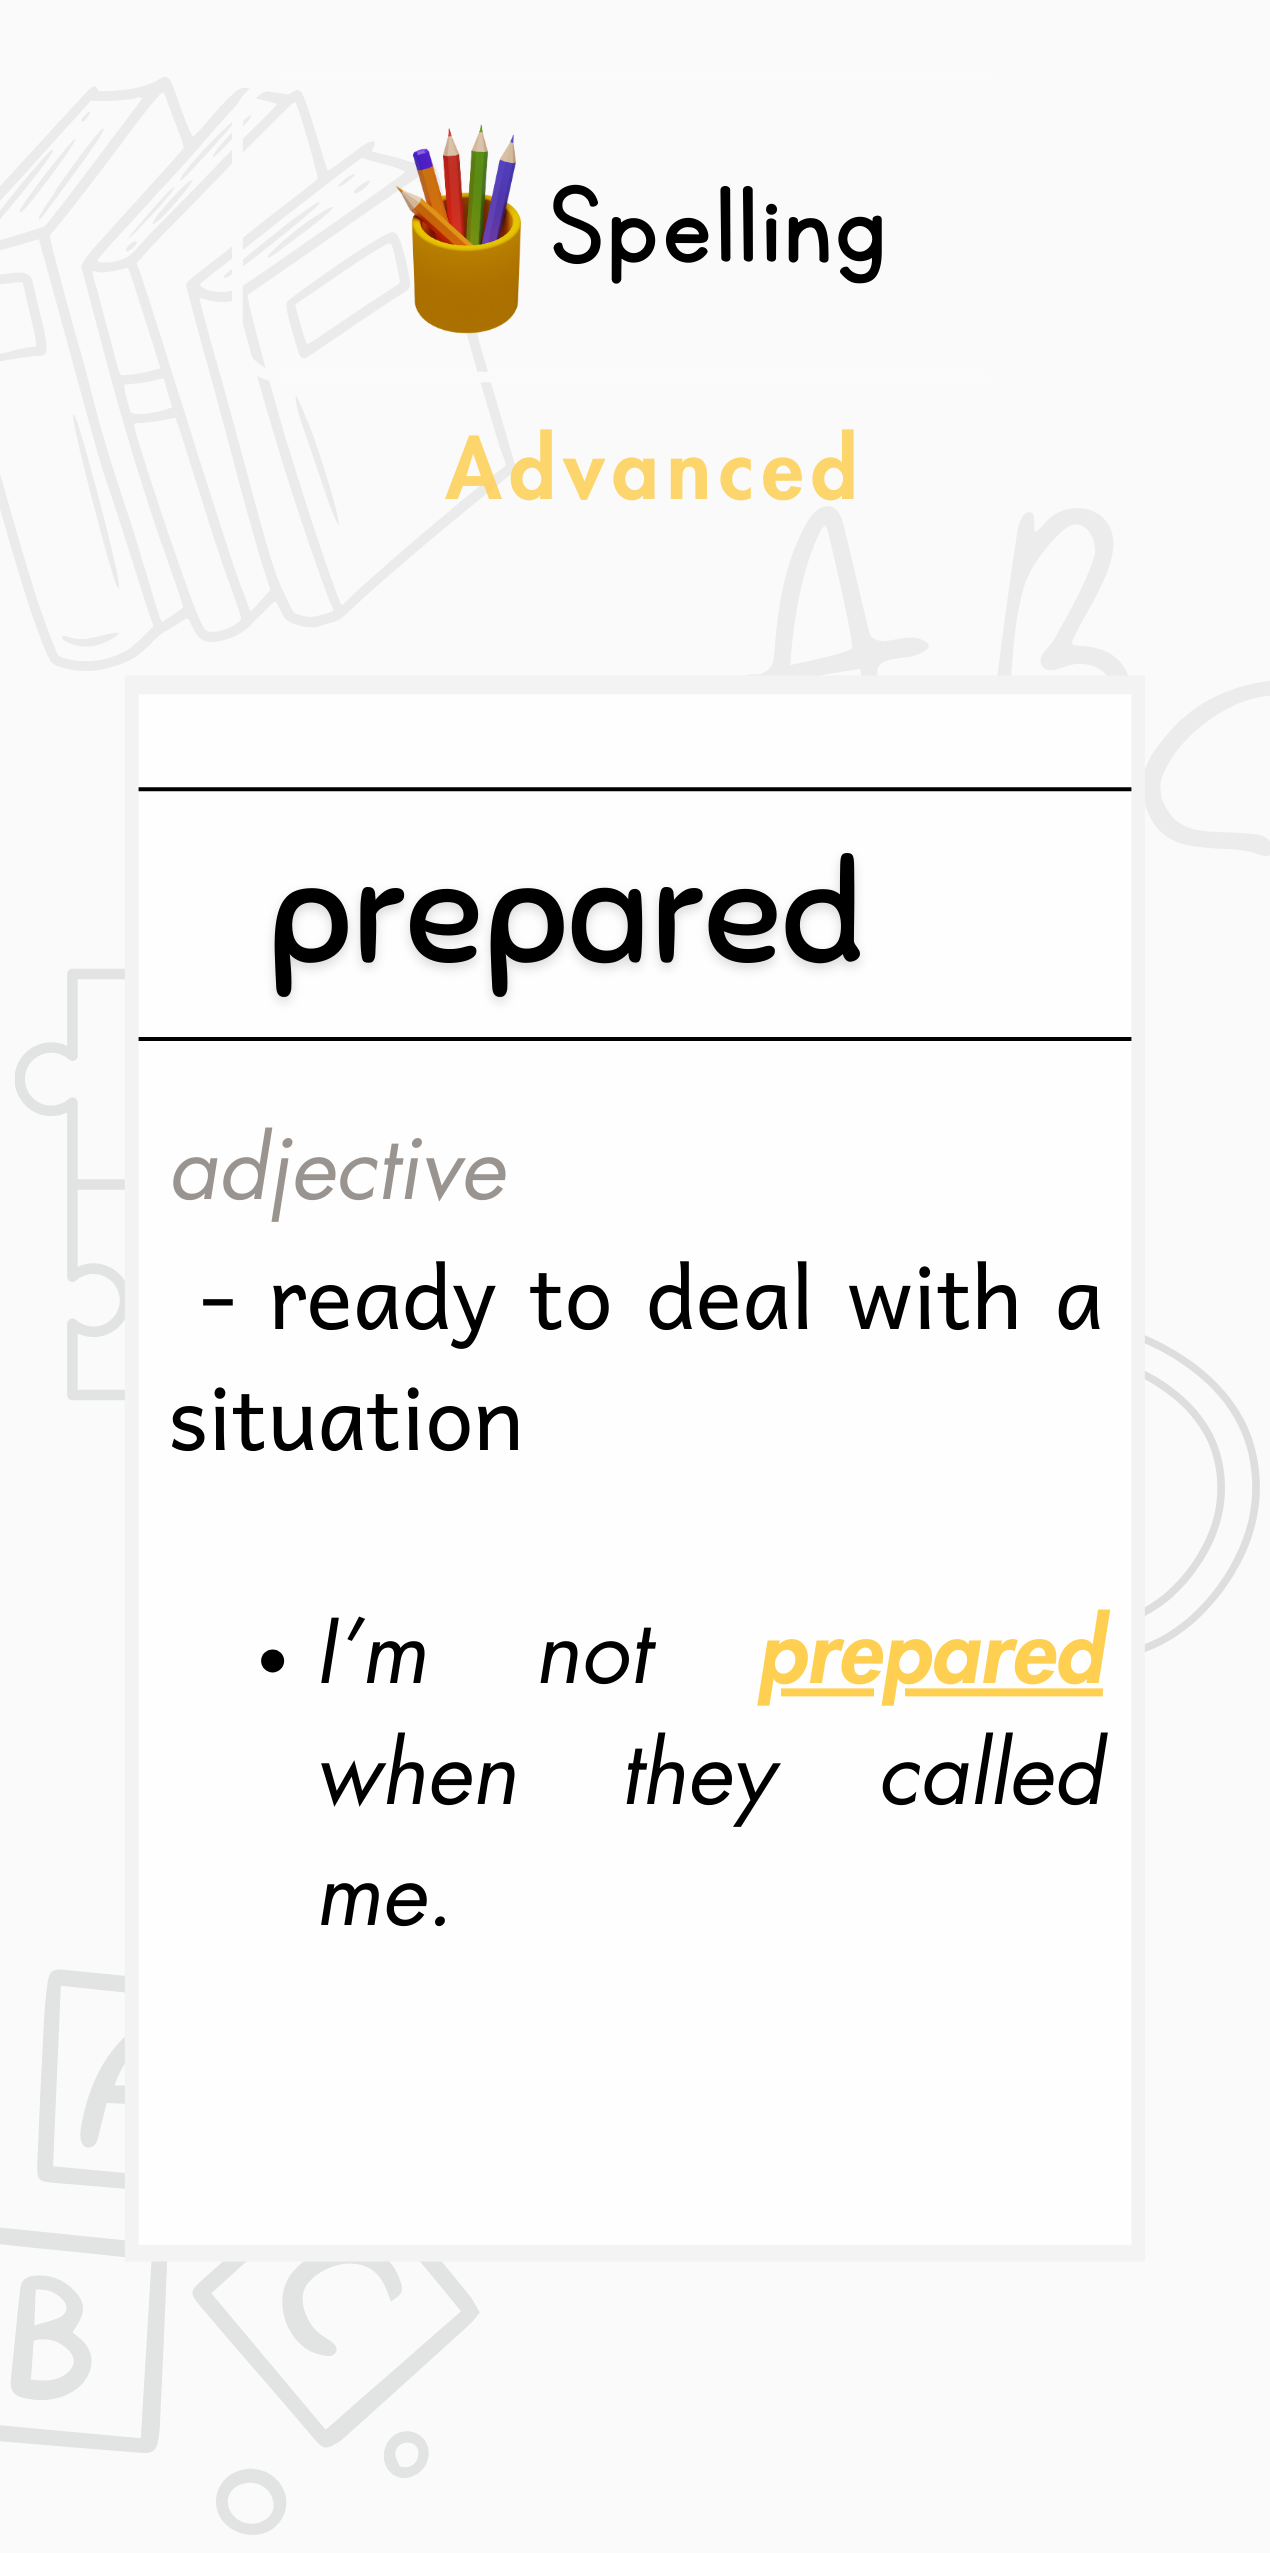 Spelling
Advanced
prepared
adjective
- ready to deal with a
situation
• I'm not prepared
when they called
me.
A B C
A
B
C